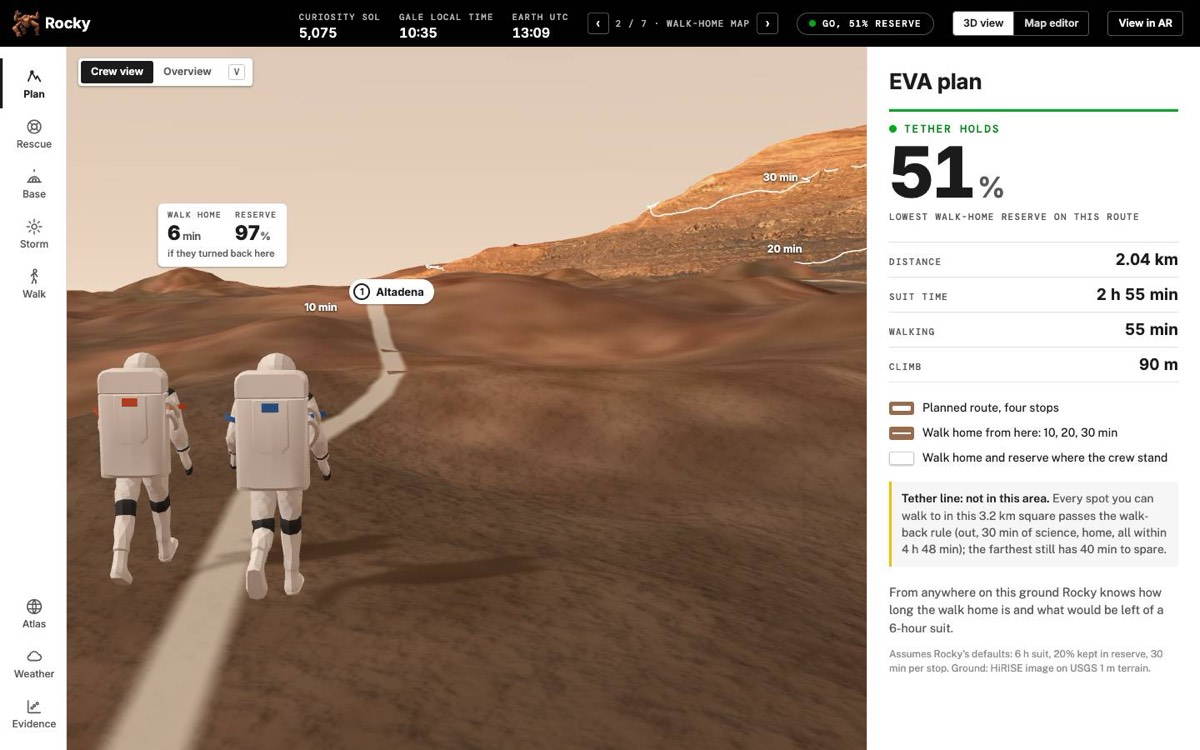 Rocky
CURIOSITY SOL
5,075
GALE LOCAL TIME
10:35
EARTH UTC
13:09
‹ 2 / 7 · WALK-HOME MAP ›
GO, 51% RESERVE
3D view
Map editor
View in AR
Plan
Rescue
Base
Storm
Walk
Atlas
Weather
Evidence
Crew view
Overview
V
WALK HOME
6 min
RESERVE
97%
if they turned back here
1 Altadena
10 min
30 min
20 min
EVA plan
TETHER HOLDS
51%
LOWEST WALK-HOME RESERVE ON THIS ROUTE
DISTANCE 2.04 km
SUIT TIME 2 h 55 min
WALKING 55 min
CLIMB 90 m
Planned route, four stops
Walk home from here: 10, 20, 30 min
Walk home and reserve where the crew stand
Tether line: not in this area. Every spot you can
walk to in this 3.2 km square passes the walk-
back rule (out, 30 min of science, home, all within
4 h 48 min); the farthest still has 40 min to spare.
From anywhere on this ground Rocky knows how
long the walk home is and what would be left of a
6-hour suit.
Assumes Rocky's defaults: 6 h suit, 20% kept in reserve, 30
min per stop. Ground: HiRISE image on USGS 1 m terrain.